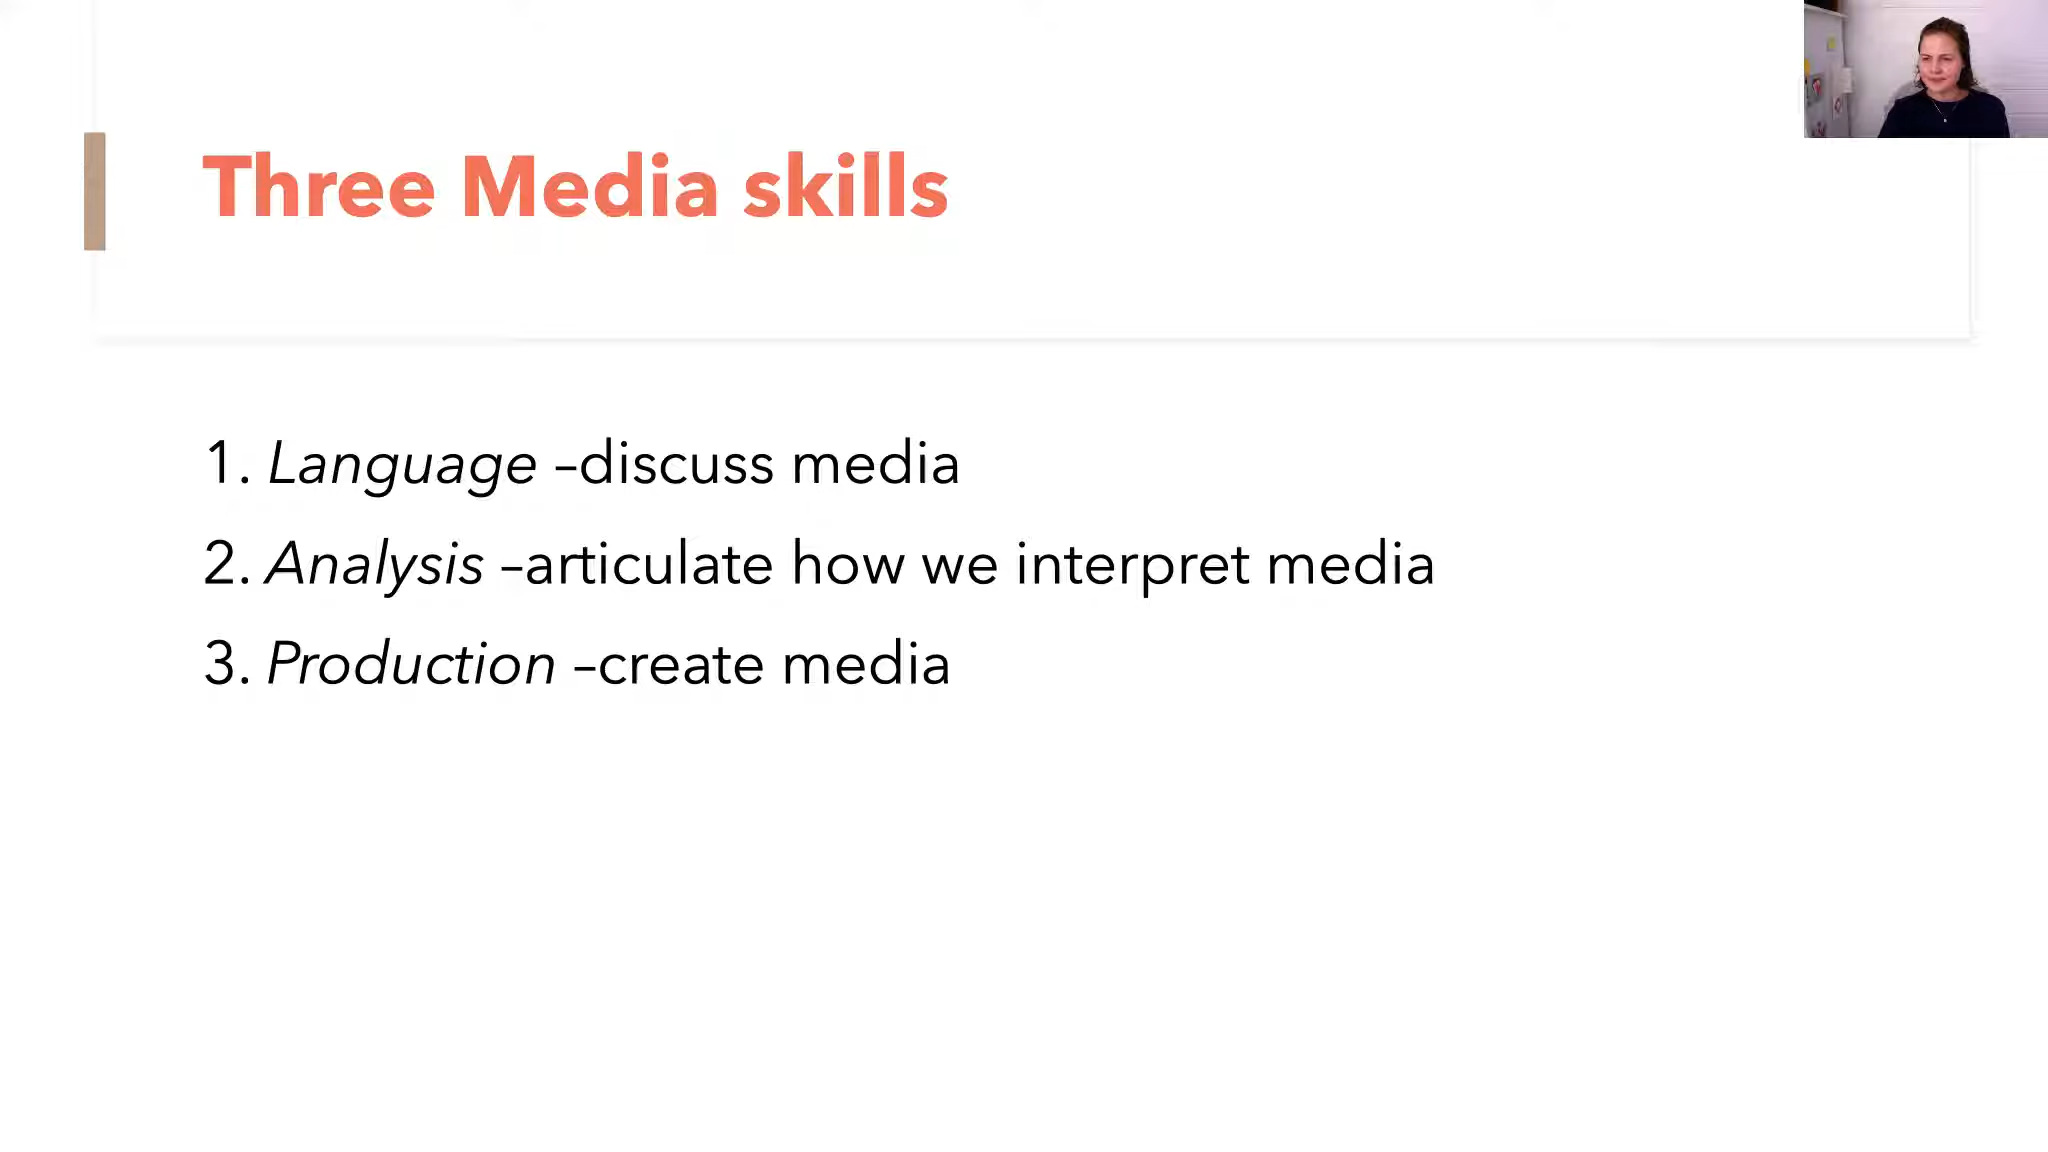 Three Media skills
1. Language –discuss media
2. Analysis –articulate how we interpret media
3. Production –create media